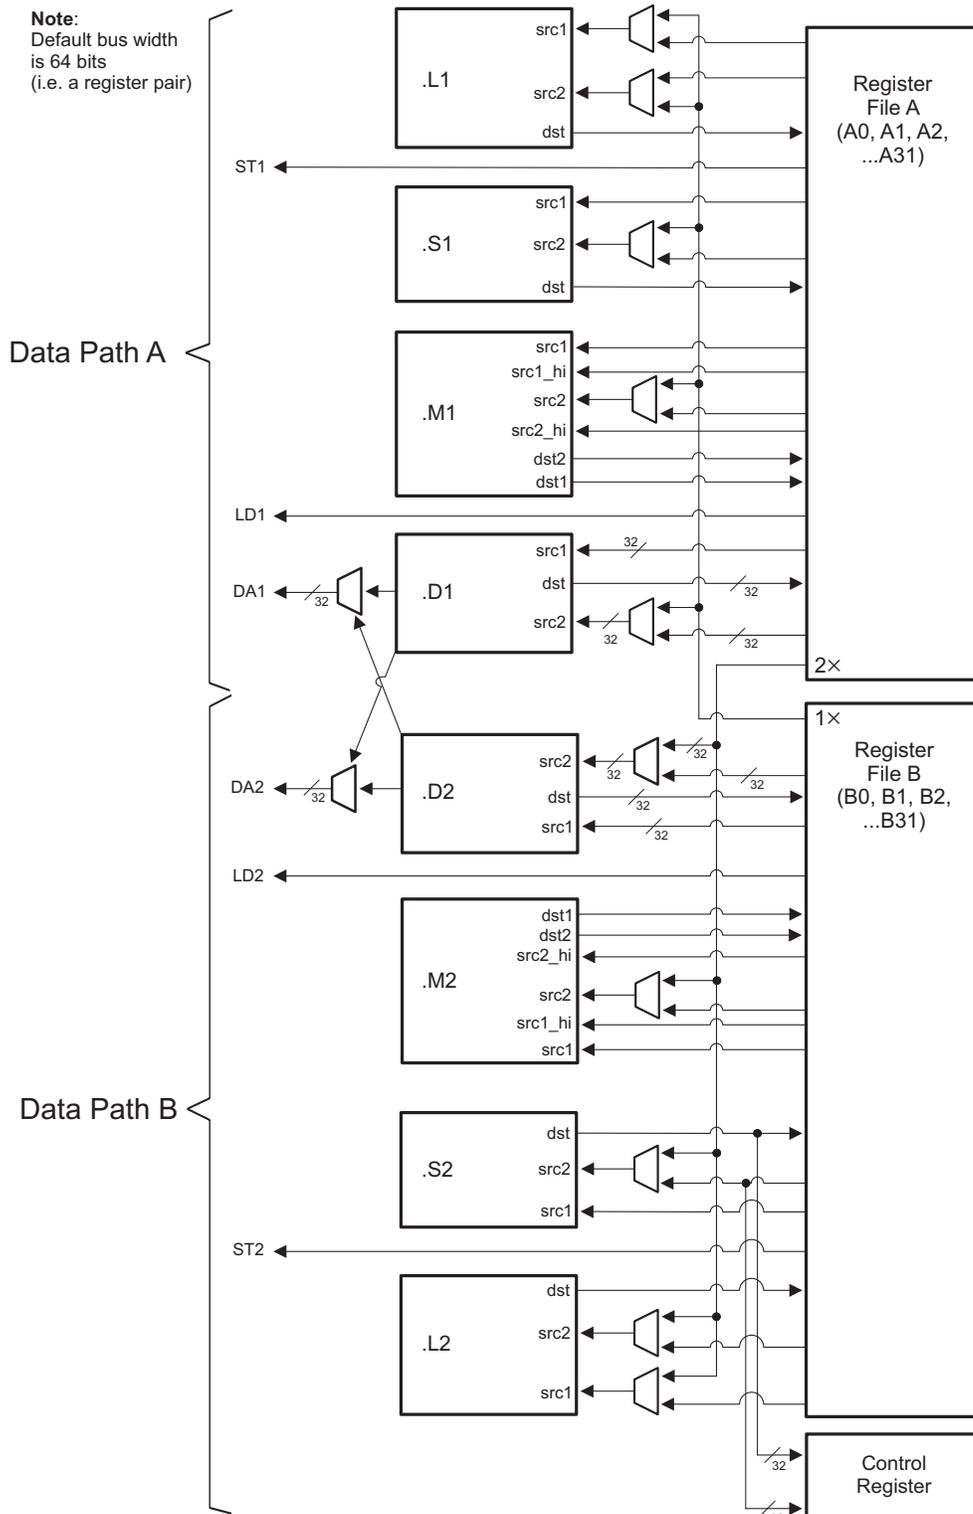 Note:
Default bus width
is 64 bits
(i.e. a register pair)
src1
.L1
src2
dst
Register
File A
(A0, A1, A2,
...A31)
ST1
src1
.S1
src2
dst
Data Path A
src1
src1_hi
src2
.M1
src2_hi
dst2
dst1
LD1
src1
32
DA1
32
.D1
dst
32
src2
32
32
2×
1×
Register
File B
(B0, B1, B2,
...B31)
src2
32
32
32
DA2
32
.D2
dst
32
src1
32
LD2
dst1
dst2
src2_hi
.M2
src2
src1_hi
src1
Data Path B
dst
.S2
src2
src1
ST2
dst
.L2
src2
src1
32
Control
Register